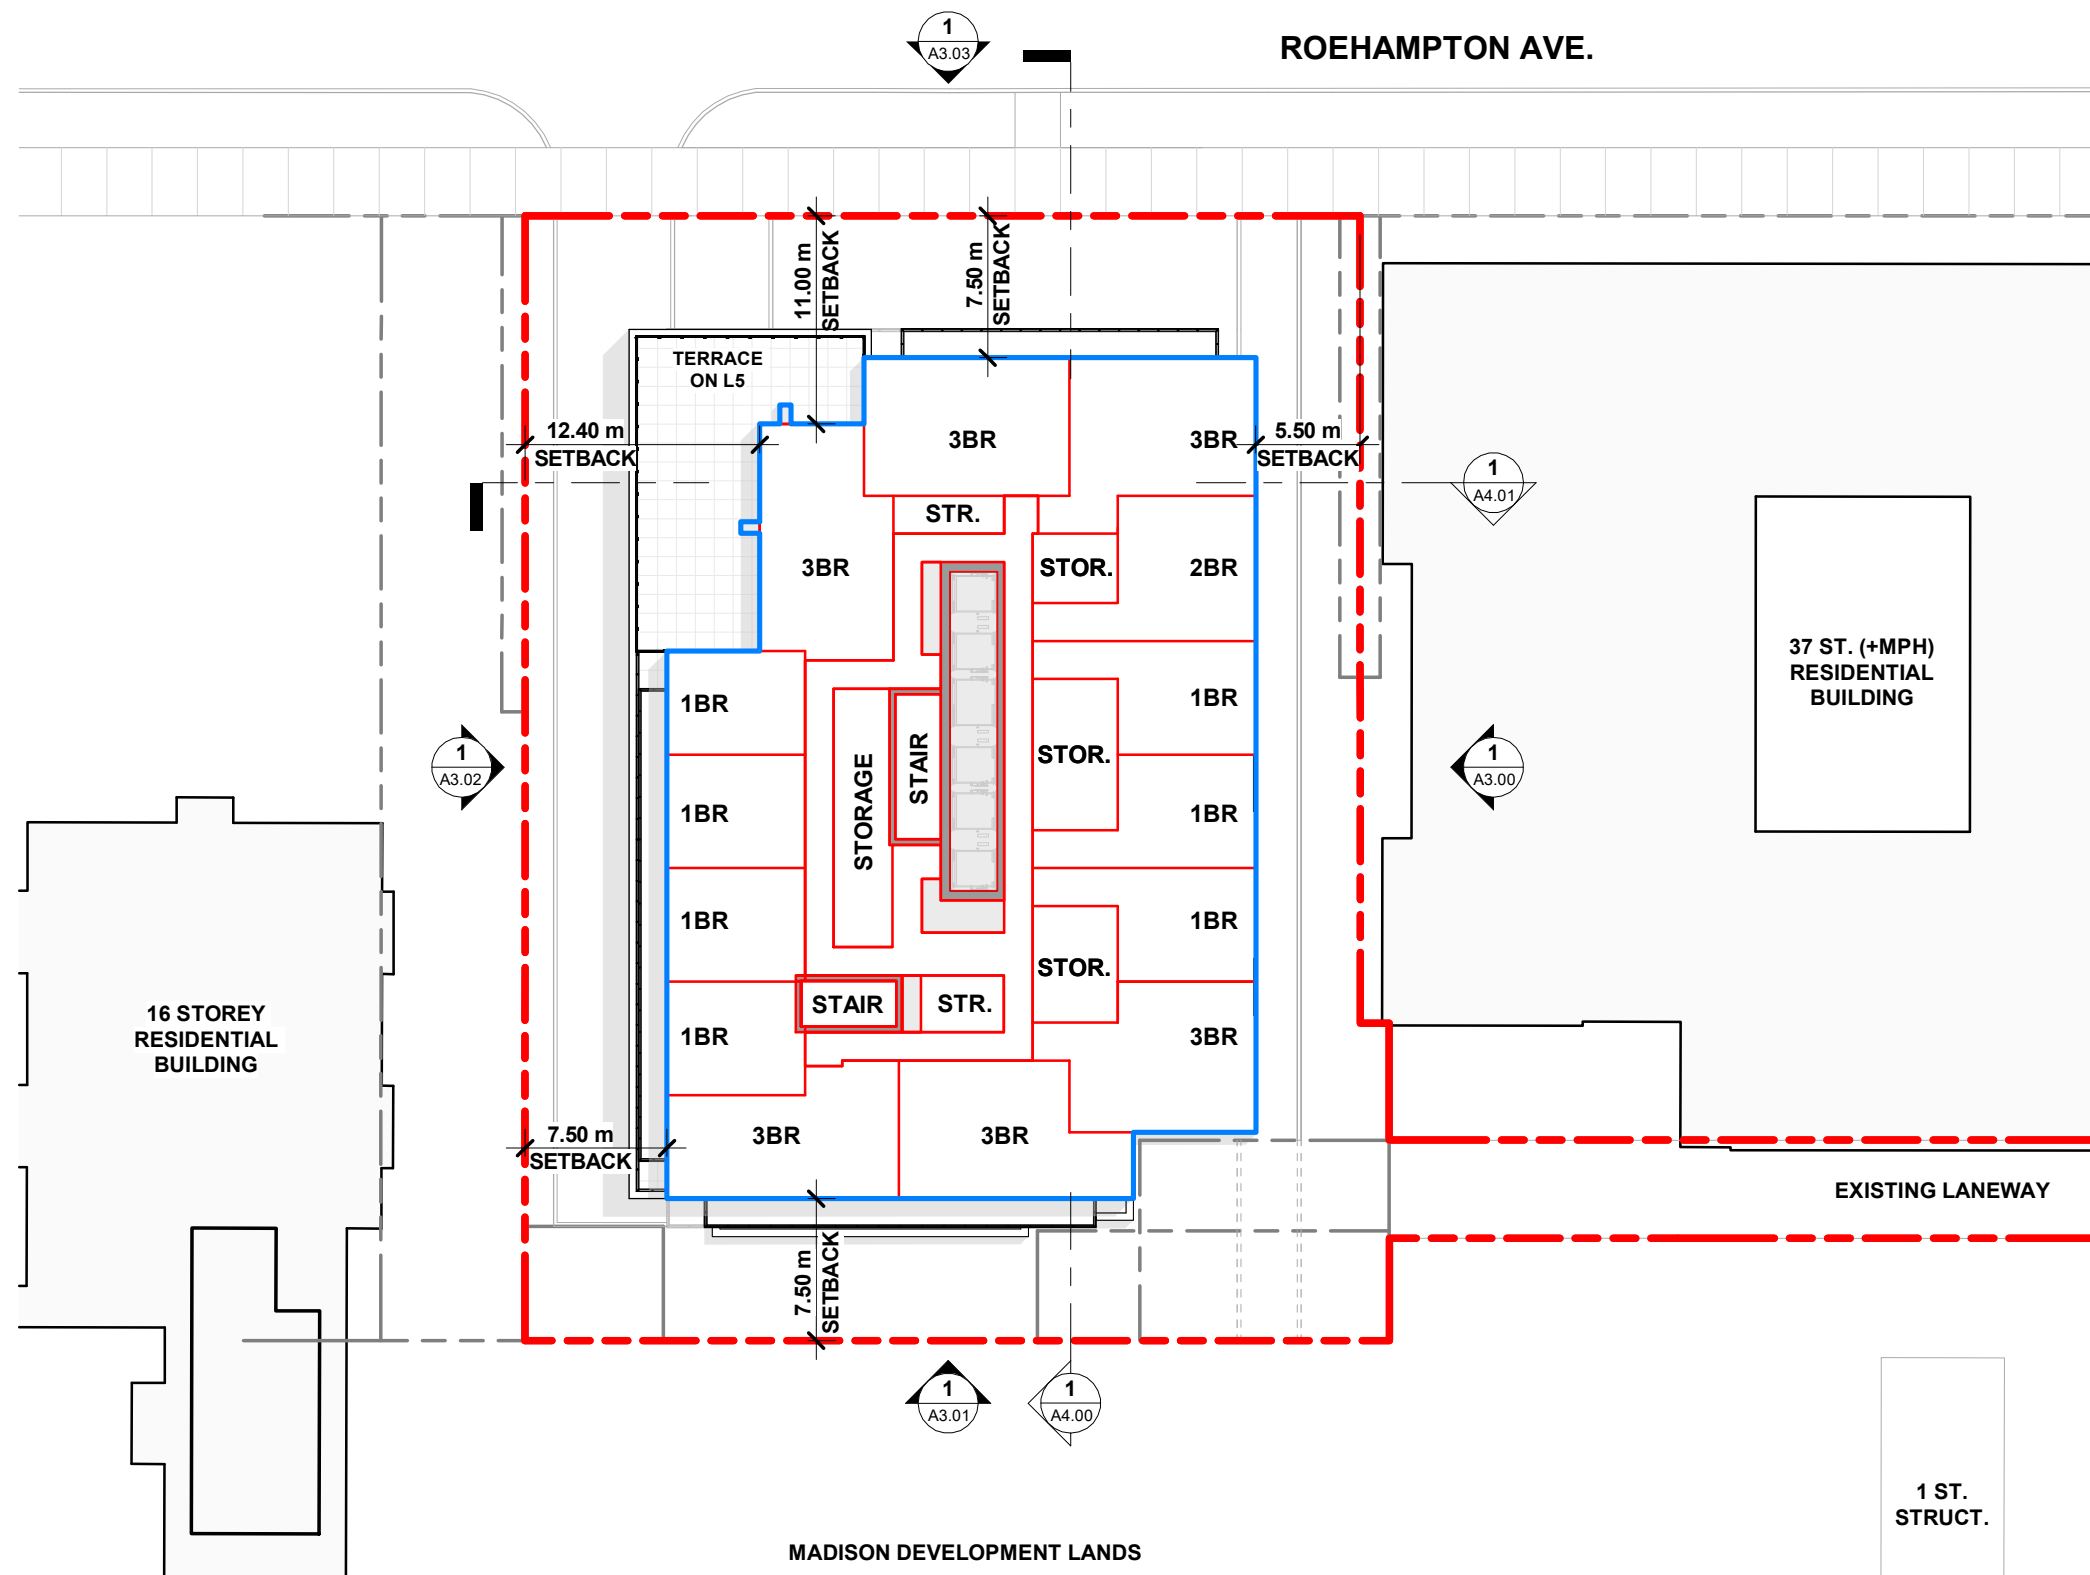 1
A3.03
ROEHAMPTON AVE.
11.00 m
SETBACK
7.50 m
SETBACK
TERRACE
ON L5
12.40 m
SETBACK
3BR
3BR
5.50 m
SETBACK
1
A4.01
STR.
3BR
STOR.
2BR
37 ST. (+MPH)
RESIDENTIAL
BUILDING
1BR
1BR
STORAGE
STAIR
STOR.
1
A3.02
1
A3.00
1BR
1BR
1BR
1BR
STOR.
STAIR
STR.
16 STOREY
RESIDENTIAL
BUILDING
1BR
3BR
7.50 m
SETBACK
3BR
3BR
EXISTING LANEWAY
7.50 m
SETBACK
1
A3.01
1
A4.00
1 ST.
STRUCT.
MADISON DEVELOPMENT LANDS